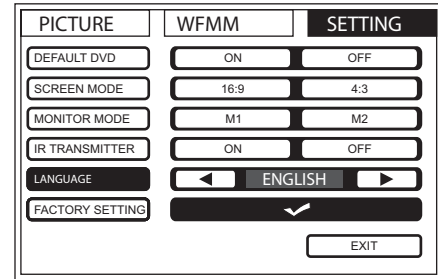 PICTURE WFMM SETTING
DEFAULT DVD ON OFF
SCREEN MODE 16:9 4:3
MONITOR MODE M1 M2
IR TRANSMITTER ON OFF
LANGUAGE ENGLISH
FACTORY SETTING
EXIT